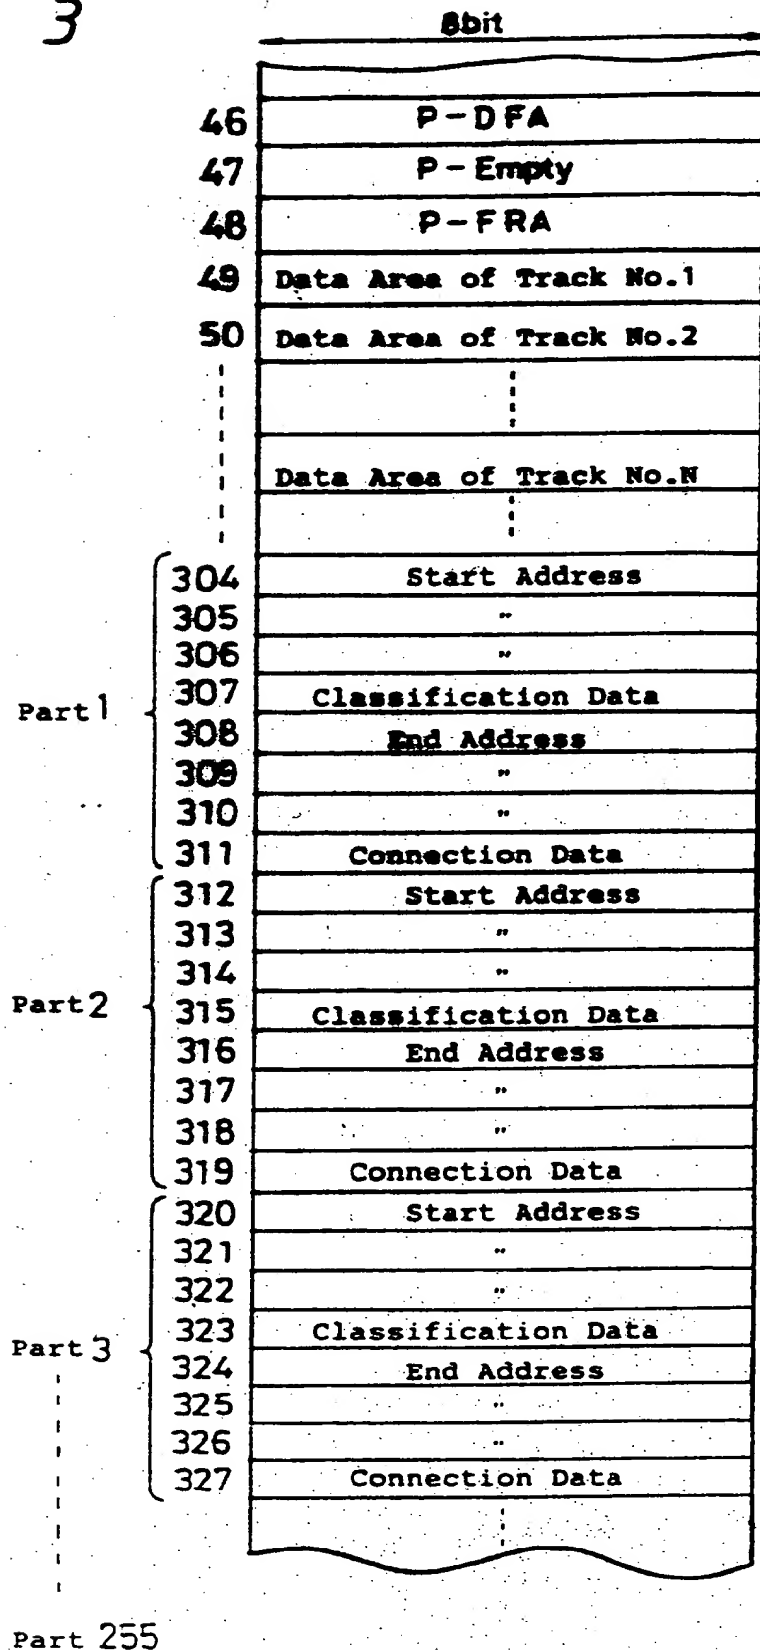 3
8bit
46 P-DFA
47 P-Empty
48 P-FRA
49 Data Area of Track No.1
50 Data Area of Track No.2
Data Area of Track No.N
304 Start Address
305 "
306 "
Part 1 307 Classification Data
308 End Address
309 "
310 "
311 Connection Data
312 Start Address
313 "
314 "
Part 2 315 Classification Data
316 End Address
317 "
318 "
319 Connection Data
320 Start Address
321 "
322 "
Part 3 323 Classification Data
324 End Address
325 "
326 "
327 Connection Data
Part 255